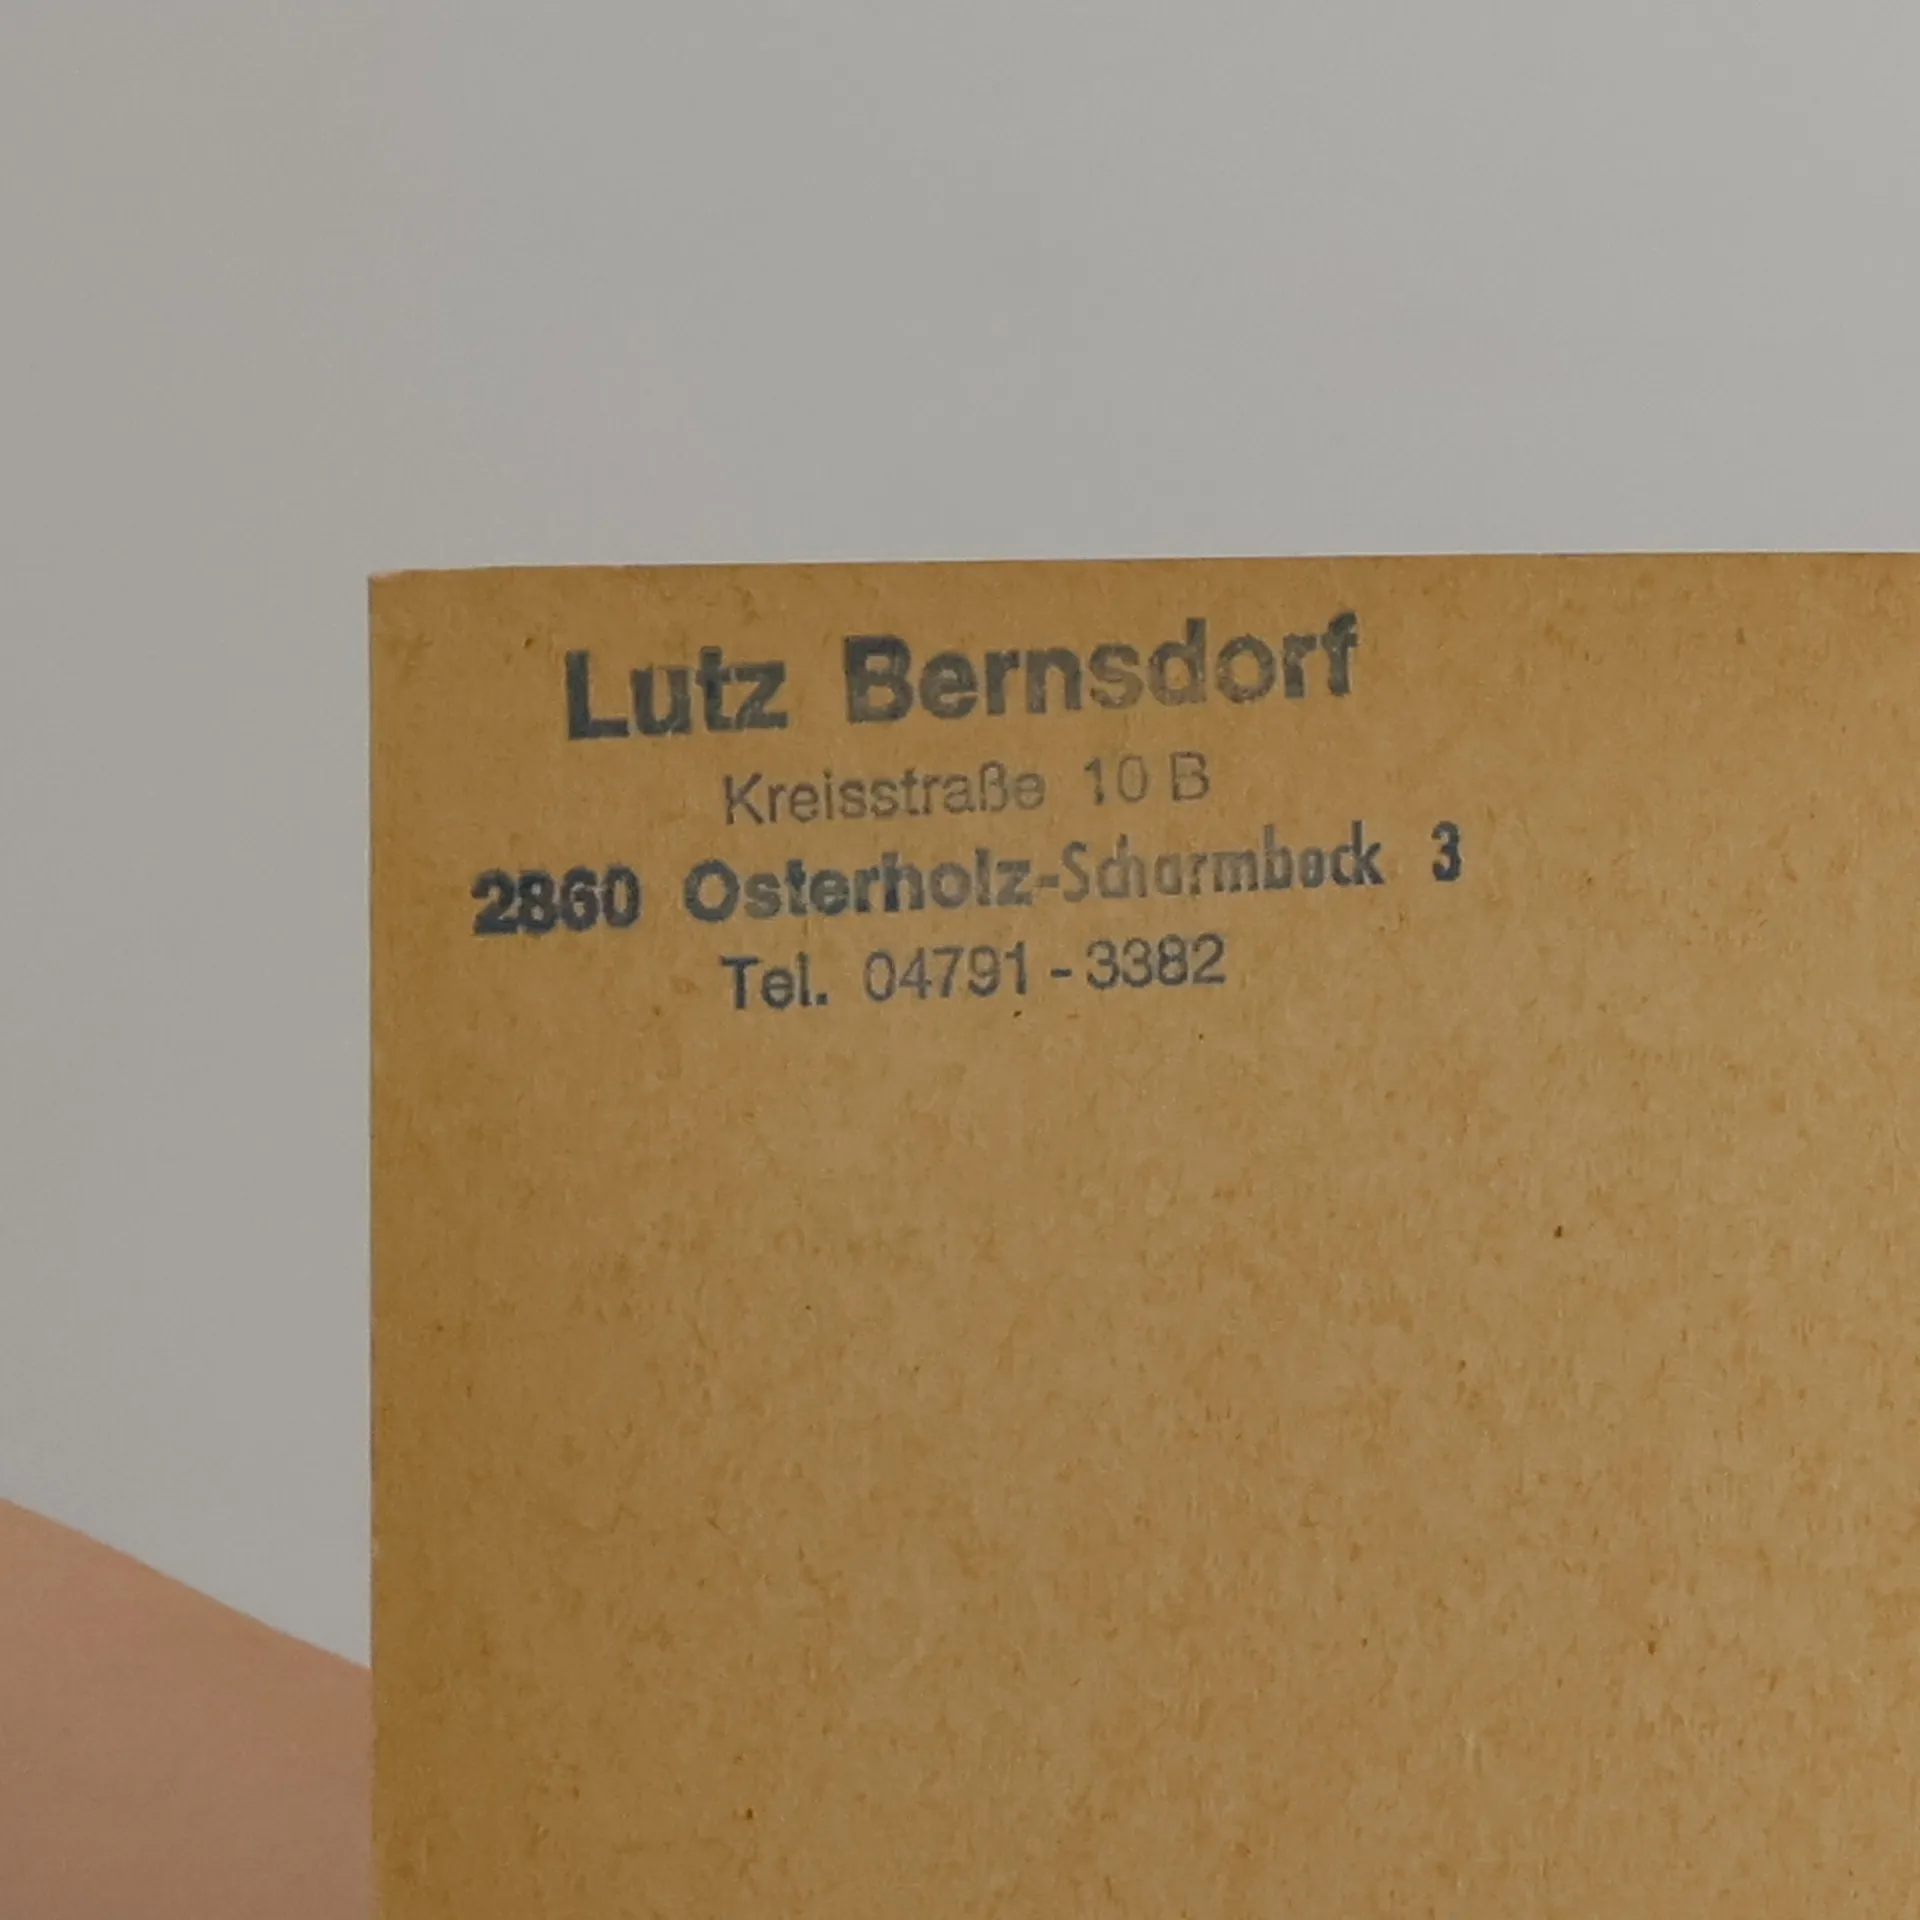 Lutz Bernsdorf
Kreisstraße 10 B
2860 Osterholz-Scharmbeck 3
Tel. 04791-3382